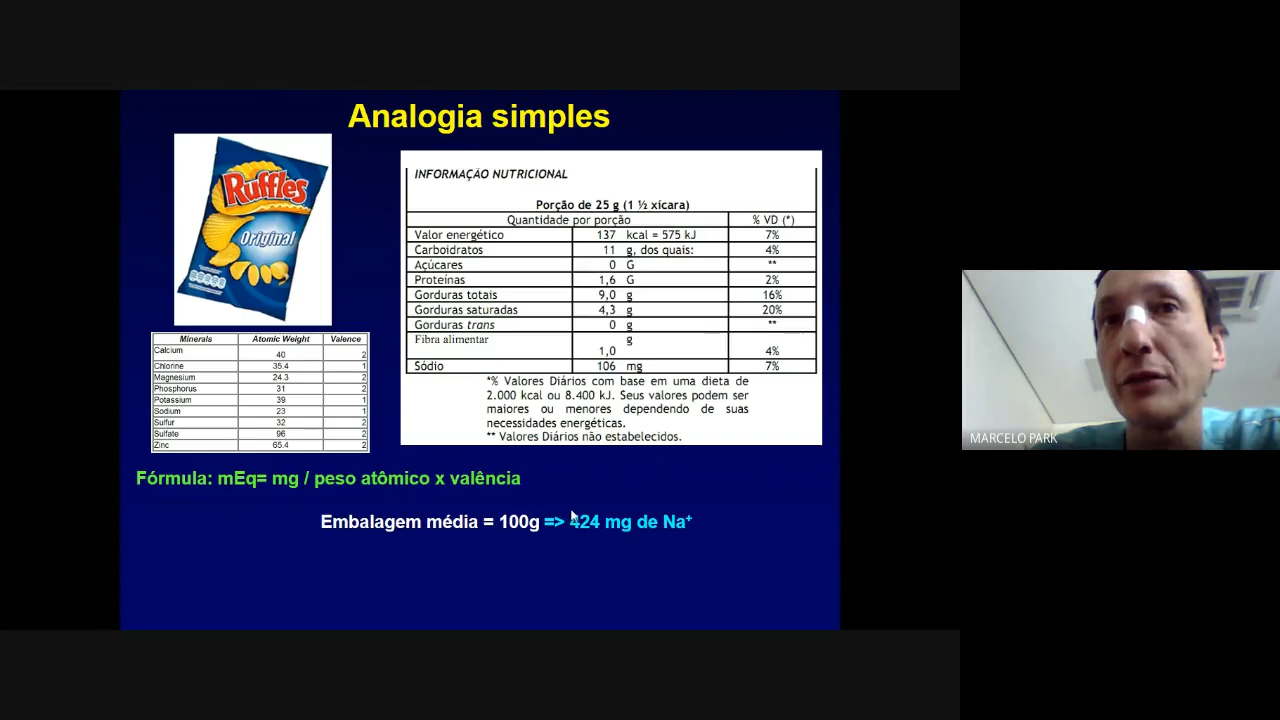 Analogia simples
Ruffles
Original
INFORMAÇÃO NUTRICIONAL
Porção de 25 g (1 ½ xícara)
Quantidade por porção % VD (*)
Valor energético 137 kcal = 575 kJ 7%
Carboidratos 11 g, dos quais: 4%
Açúcares 0 G **
Proteínas 1,6 G 2%
Gorduras totais 9,0 g 16%
Gorduras saturadas 4,3 g 20%
Gorduras trans 0 g **
Fibra alimentar 1,0 g 4%
Sódio 106 mg 7%
*% Valores Diários com base em uma dieta de
2.000 kcal ou 8.400 kJ. Seus valores podem ser
maiores ou menores dependendo de suas
necessidades energéticas.
** Valores Diários não estabelecidos.
Minerals Atomic Weight Valence
Calcium 40 2
Chlorine 35.4 1
Magnesium 24.3 2
Phosphorus 31 2
Potassium 39 1
Sodium 23 1
Sulfur 32 2
Sulfate 96 2
Zinc 65.4 2
Fórmula: mEq= mg / peso atômico x valência
Embalagem média = 100g => 424 mg de Na⁺
MARCELO PARK